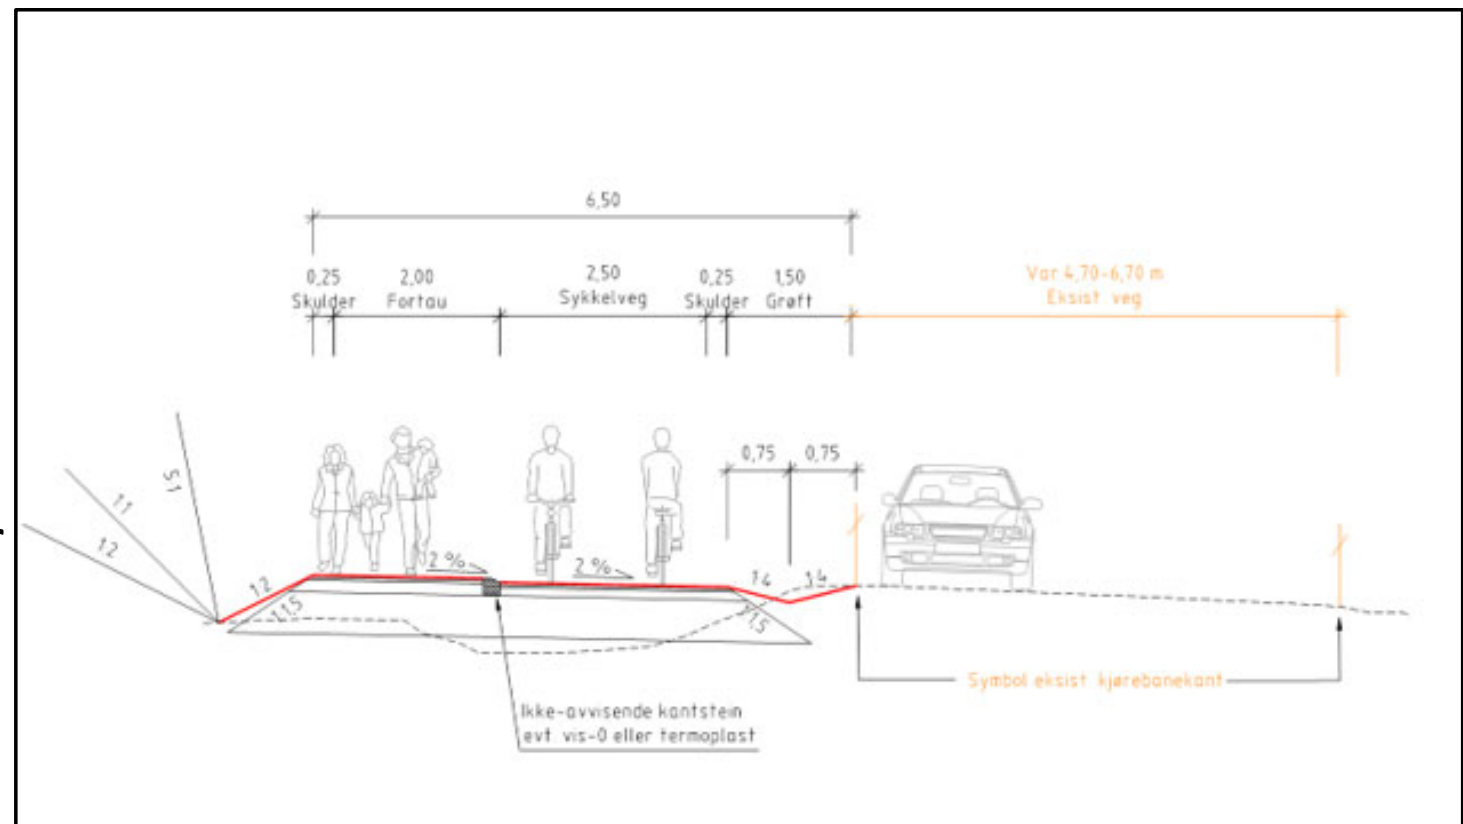 6,50
0,25 2,00 2,50 0,25 1,50
Skulder Fortau Sykkelveg Skulder Grøft
Var 4,70-6,70 m
Eksist veg
0,75 0,75
5:1
1:1
1:2
1:2
1:1,5
2 %
2 %
1:4 1:4
1:1,5
Symbol eksist kjørebanekant
Ikke-avvisende kantstein
evt. vis-0 eller termoplast